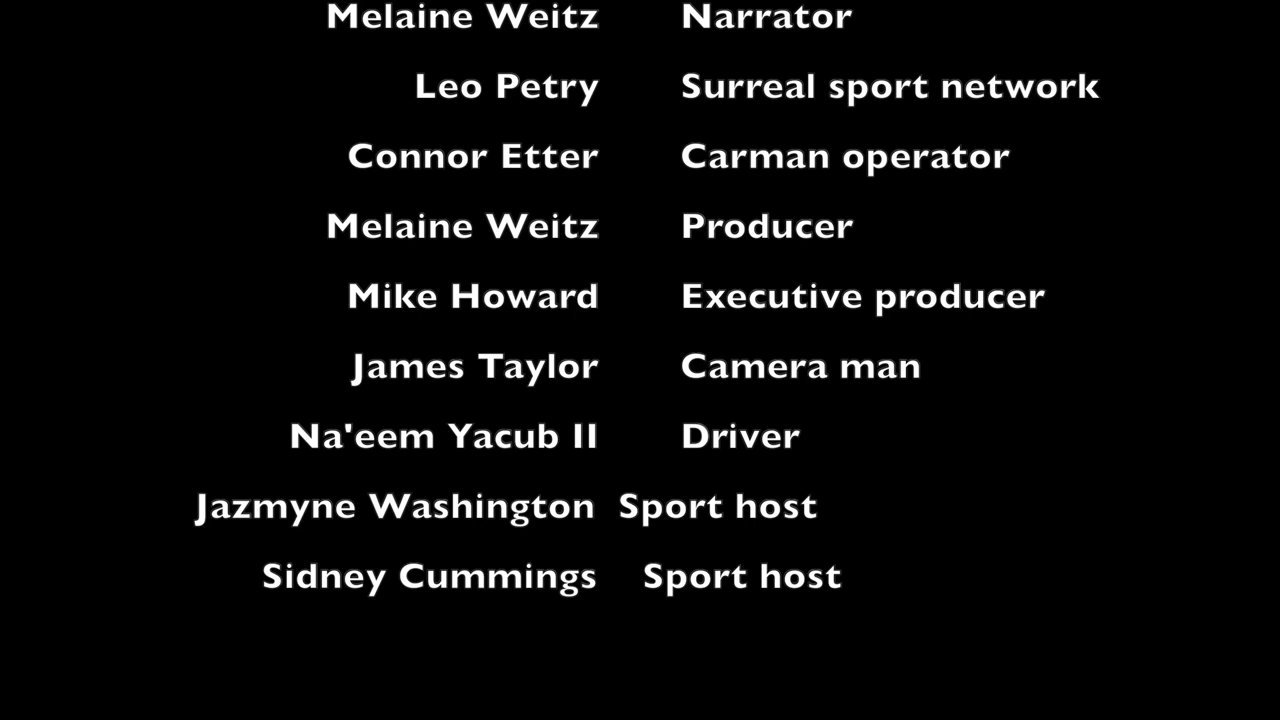 Melaine Weitz Narrator
Leo Petry Surreal sport network
Connor Etter Carman operator
Melaine Weitz Producer
Mike Howard Executive producer
James Taylor Camera man
Na'eem Yacub II Driver
Jazmyne Washington Sport host
Sidney Cummings Sport host